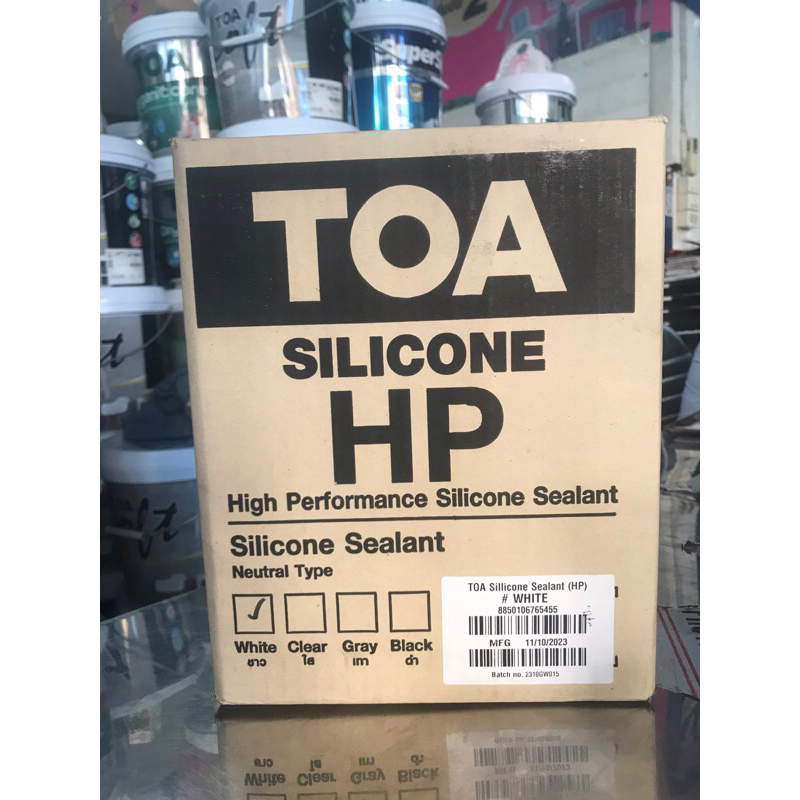 TOA
SuperS
TOA
SILICONE
HP
High Performance Silicone Sealant
Silicone Sealant
Neutral Type
✓
White Clear Gray Black
ขาว ใส เทา ดำ
TOA Sillicone Sealant (HP)
# WHITE
8850106765455
MFG 11/10/2023
Batch no. 2310GW015